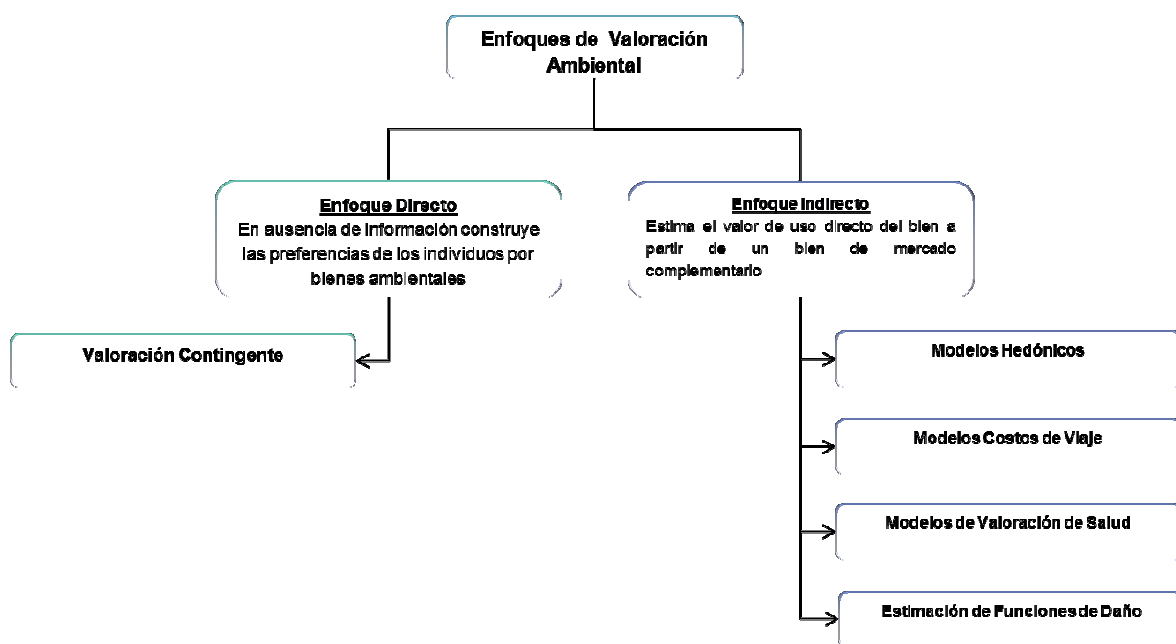 Enfoques de Valoración
Ambiental
Enfoque Directo
En ausencia de información construye
las preferencias de los individuos por
bienes ambientales
Enfoque Indirecto
Estima el valor de uso directo del bien a
partir de un bien de mercado
complementario
Valoración Contingente
Modelos Hedónicos
Modelos Costos de Viaje
Modelos de Valoración de Salud
Estimación de Funciones de Daño